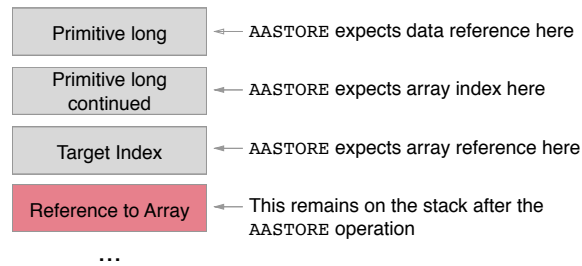 Primitive long
AASTORE expects data reference here
Primitive long
continued
AASTORE expects array index here
Target Index
AASTORE expects array reference here
Reference to Array
This remains on the stack after the
AASTORE operation
...